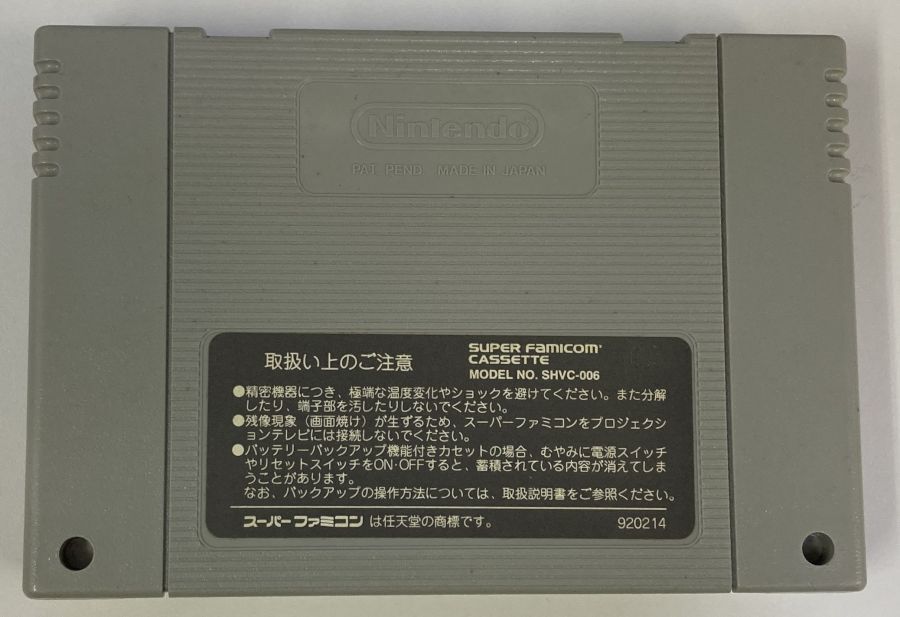 Nintendo
PAT. PEND. MADE IN JAPAN
取扱い上のご注意
SUPER FAMICOM
CASSETTE
MODEL NO. SHVC-006
●精密機器につき、極端な温度変化やショックを避けてください。また分解
したり、端子部を汚したりしないでください。
●残像現象（画面焼け）が生ずるため、スーパーファミコンをプロジェクシ
ョンテレビには接続しないでください。
●バッテリーバックアップ機能付きカセットの場合、むやみに電源スイッチ
やリセットスイッチをON·OFFすると、蓄積されている内容が消えてしま
うことがあります。
なお、バックアップの操作方法については、取扱説明書をご参照ください。
スーパーファミコン は任天堂の商標です。
920214